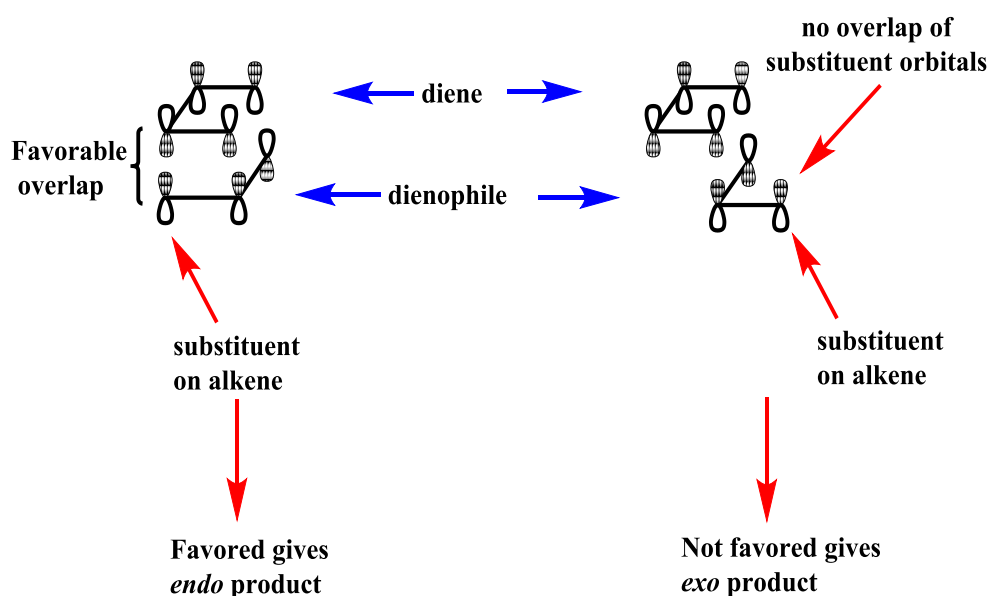 no overlap of
substituent orbitals
diene
Favorable
overlap
dienophile
substituent
on alkene
substituent
on alkene
Favored gives
endo product
Not favored gives
exo product